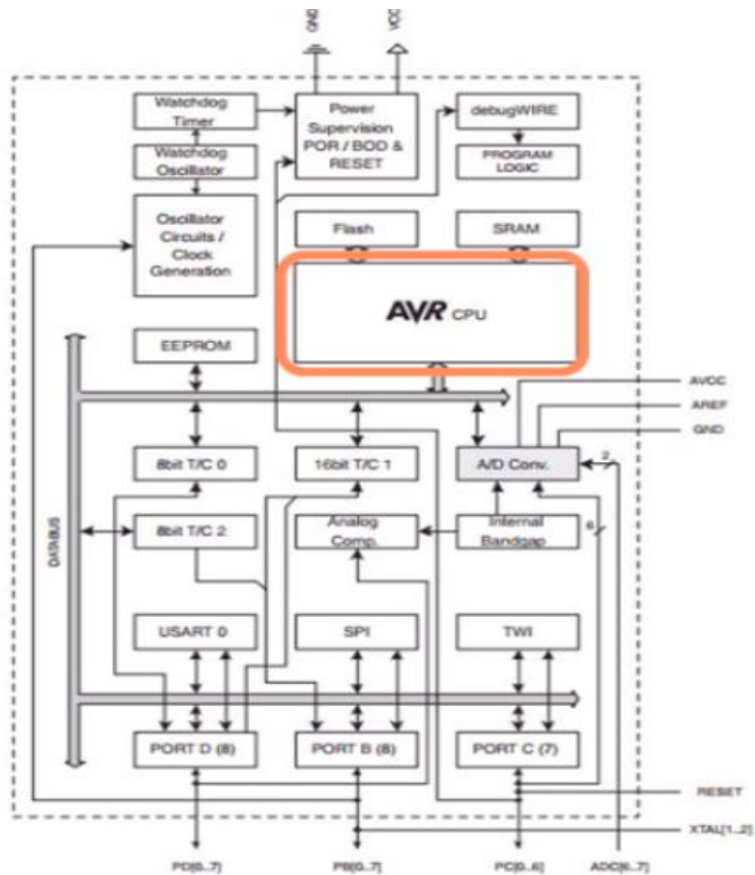 GND
VCC
Watchdog
Timer
Power
Supervision
POR / BOD &
RESET
debugWIRE
Watchdog
Oscillator
PROGRAM
LOGIC
Oscillator
Circuits /
Clock
Generation
Flash
SRAM
AVR CPU
EEPROM
AVCC
AREF
GND
8bit T/C 0
16bit T/C 1
A/D Conv.
2
DATABUS
8bit T/C 2
Analog
Comp.
Internal
Bandgap
6
USART 0
SPI
TWI
PORT D (8)
PORT B (8)
PORT C (7)
RESET
XTAL[1..2]
PD[0..7]
PB[0..7]
PC[0..6]
ADC[6..7]